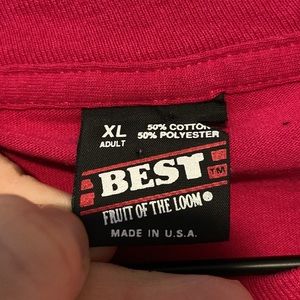 XL
ADULT
50% COTTON
50% POLYESTER
BEST TM
FRUIT OF THE LOOM®
MADE IN U.S.A.